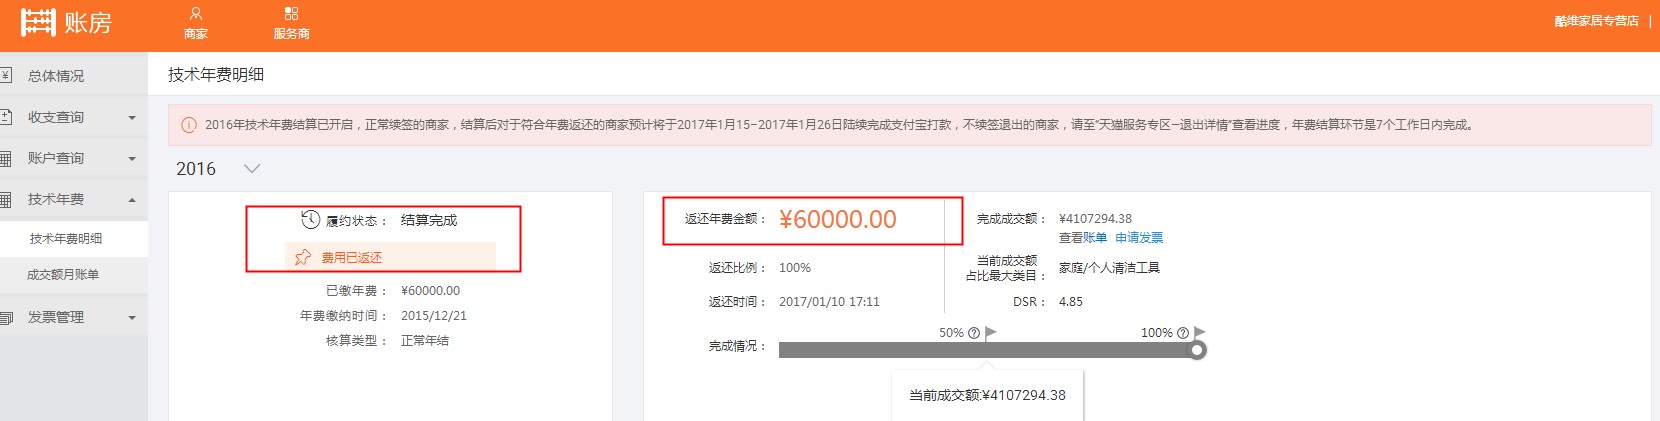 账房
商家
服务商
酷维家居专营店 |
总体情况
收支查询
账户查询
技术年费
技术年费明细
成交额月账单
发票管理
技术年费明细
2016年技术年费结算已开启，正常续签的商家，结算后对于符合年费返还的商家预计将于2017年1月15-2017年1月26日陆续完成支付宝打款，不续签退出的商家，请至“天猫服务专区—退出详情”查看进度，年费结算环节是7个工作日内完成。
2016
履约状态： 结算完成
费用已返还
已缴年费： ¥60000.00
年费缴纳时间： 2015/12/21
核算类型： 正常年结
返还年费金额： ¥60000.00
返还比例： 100%
返还时间： 2017/01/10 17:11
完成成交额： ¥4107294.38
查看账单 申请发票
当前成交额
占比最大类目： 家庭/个人清洁工具
DSR： 4.85
50% ? 100% ?
完成情况：
当前成交额:¥4107294.38